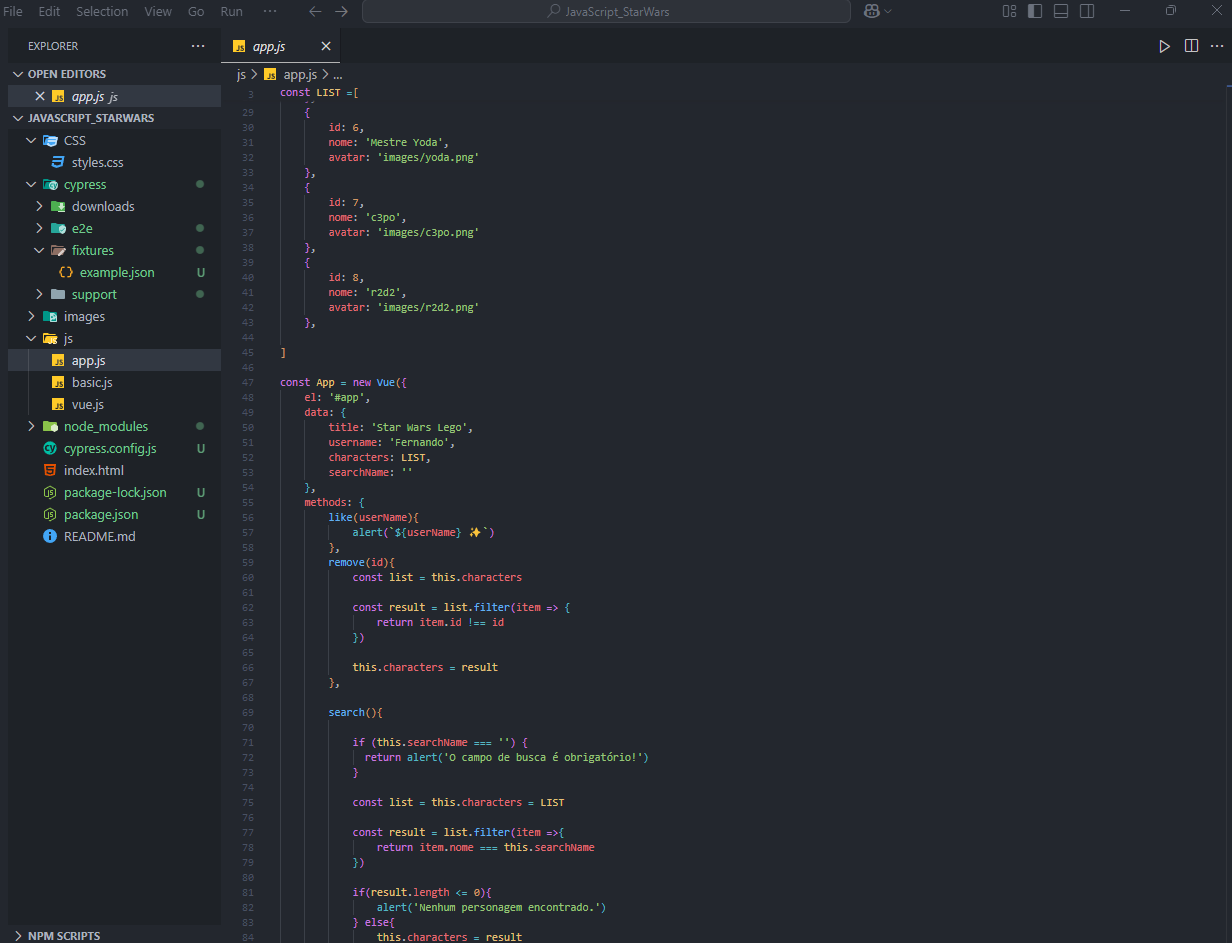 File Edit Selection View Go Run ··· JavaScript_StarWars
EXPLORER ···
OPEN EDITORS
app.js js
JAVASCRIPT_STARWARS
CSS
styles.css
cypress
downloads
e2e
fixtures
example.json U
support
images
js
app.js
basic.js
vue.js
node_modules
cypress.config.js U
index.html
package-lock.json U
package.json U
README.md
NPM SCRIPTS
JS app.js
js > JS app.js > ...
3 const LIST =[
29 {
30 id: 6,
31 nome: 'Mestre Yoda',
32 avatar: 'images/yoda.png'
33 },
34 {
35 id: 7,
36 nome: 'c3po',
37 avatar: 'images/c3po.png'
38 },
39 {
40 id: 8,
41 nome: 'r2d2',
42 avatar: 'images/r2d2.png'
43 },
44
45 ]
46
47 const App = new Vue({
48 el: '#app',
49 data: {
50 title: 'Star Wars Lego',
51 username: 'Fernando',
52 characters: LIST,
53 searchName: ''
54 },
55 methods: {
56 like(userName){
57 alert(`${userName} ✨`)
58 },
59 remove(id){
60 const list = this.characters
61
62 const result = list.filter(item => {
63 return item.id !== id
64 })
65
66 this.characters = result
67 },
68
69 search(){
70
71 if (this.searchName === '') {
72 return alert('O campo de busca é obrigatório!')
73 }
74
75 const list = this.characters = LIST
76
77 const result = list.filter(item =>{
78 return item.nome === this.searchName
79 })
80
81 if(result.length <= 0){
82 alert('Nenhum personagem encontrado.')
83 } else{
84 this.characters = result